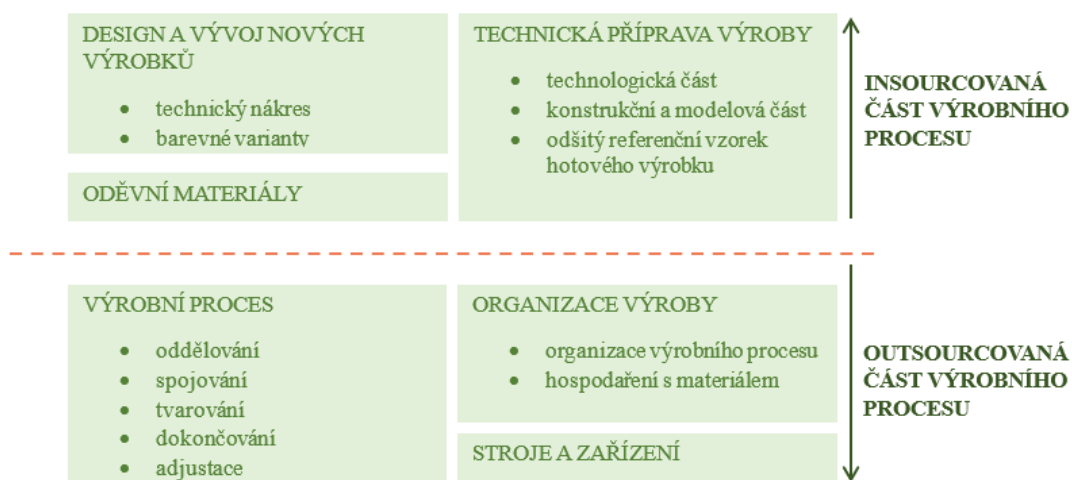 DESIGN A VÝVOJ NOVÝCH
VÝROBKŮ
• technický nákres
• barevné varianty
ODĚVNÍ MATERIÁLY
TECHNICKÁ PŘÍPRAVA VÝROBY
• technologická část
• konstrukční a modelová část
• odšitý referenční vzorek
hotového výrobku
INSOURCOVANÁ
ČÁST VÝROBNÍHO
PROCESU
VÝROBNÍ PROCES
• oddělování
• spojování
• tvarování
• dokončování
• adjustace
ORGANIZACE VÝROBY
• organizace výrobního procesu
• hospodaření s materiálem
STROJE A ZAŘÍZENÍ
OUTSOURCOVANÁ
ČÁST VÝROBNÍHO
PROCESU